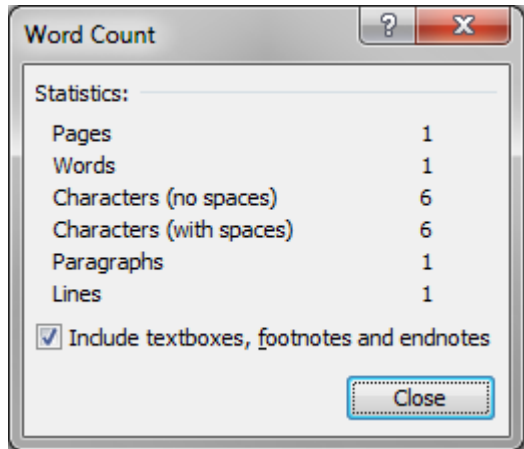 Word Count
Statistics:
Pages 1
Words 1
Characters (no spaces) 6
Characters (with spaces) 6
Paragraphs 1
Lines 1
Include textboxes, footnotes and endnotes
Close